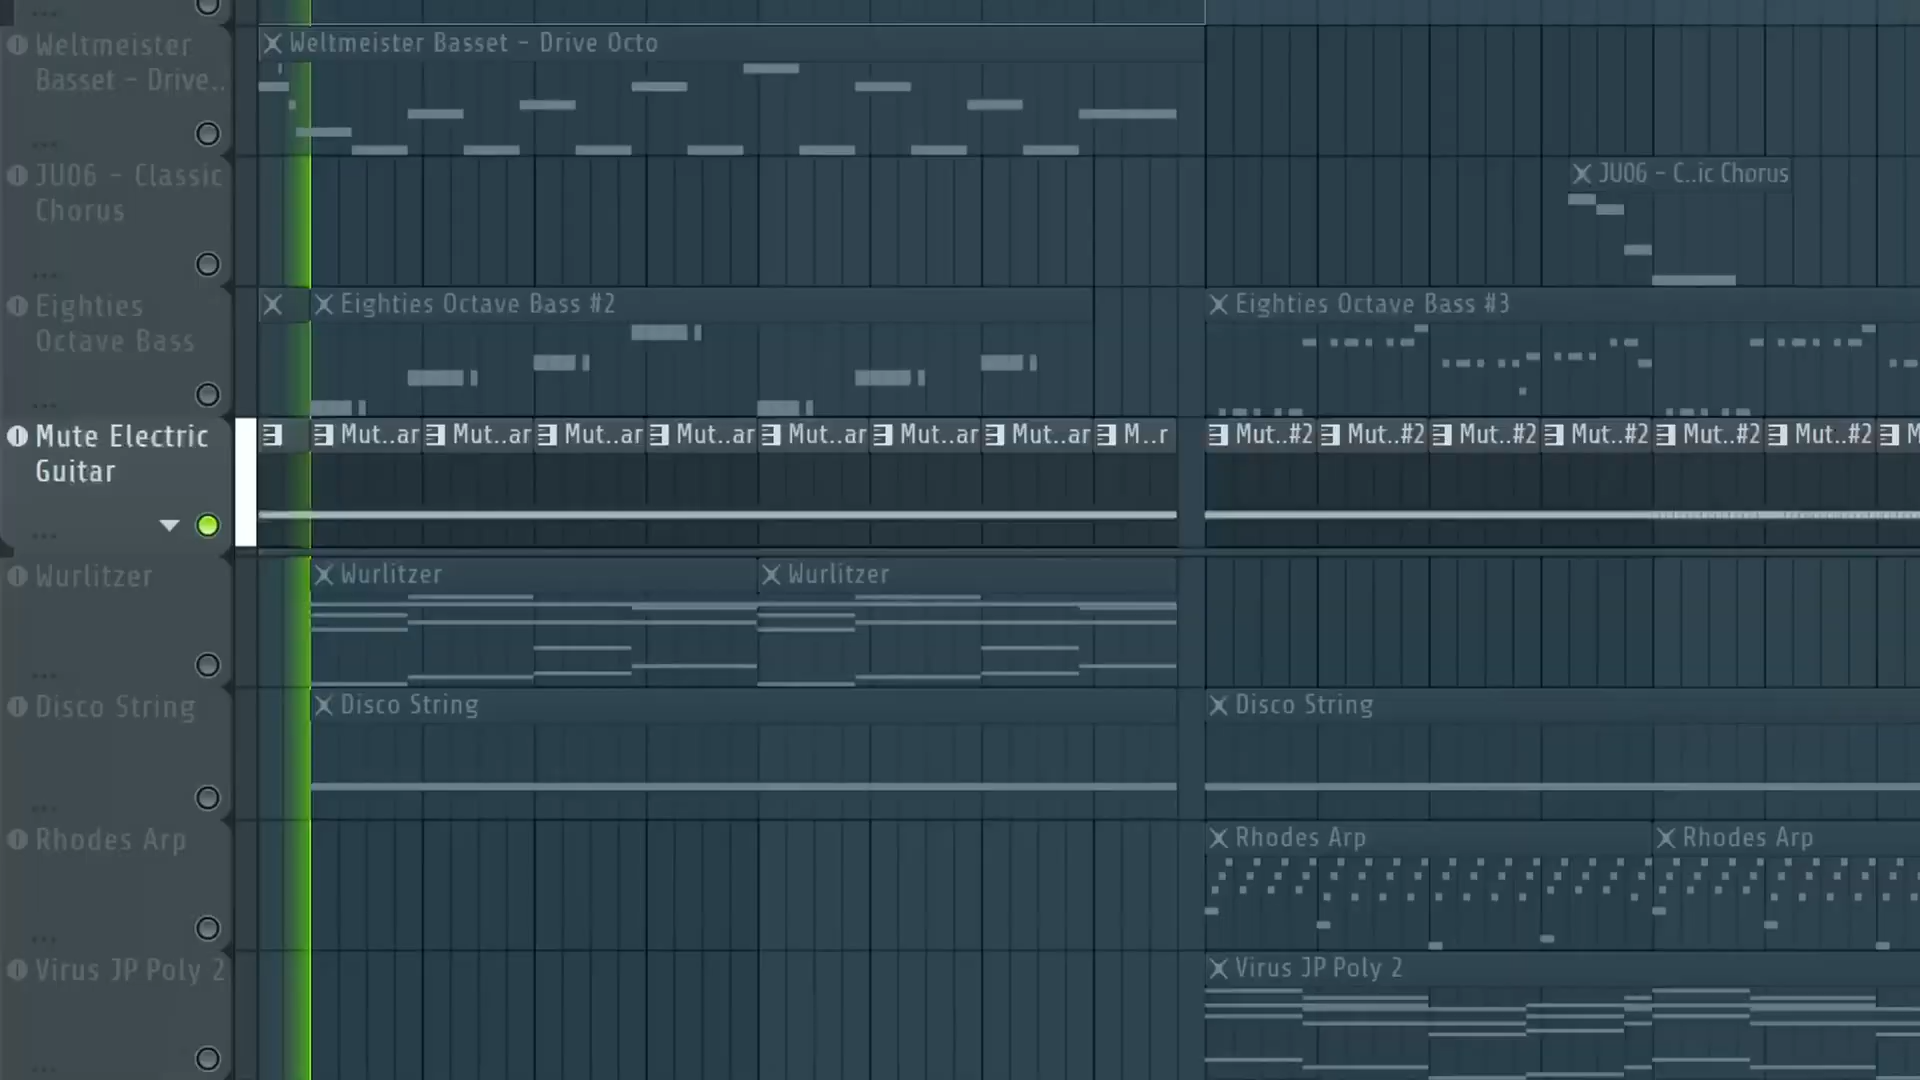 Weltmeister
Basset - Drive..
Weltmeister Basset - Drive Octo
...
JU06 - Classic
Chorus
JU06 - C..ic Chorus
...
Eighties
Octave Bass
Eighties Octave Bass #2
Eighties Octave Bass #3
...
Mute Electric
Guitar
Mut..ar Mut..ar Mut..ar Mut..ar Mut..ar Mut..ar Mut..ar M..r
Mut..#2 Mut..#2 Mut..#2 Mut..#2 Mut..#2 Mut..#2 M
...
Wurlitzer
Wurlitzer
Wurlitzer
...
Disco String
Disco String
Disco String
...
Rhodes Arp
Rhodes Arp
Rhodes Arp
...
Virus JP Poly 2
Virus JP Poly 2
...